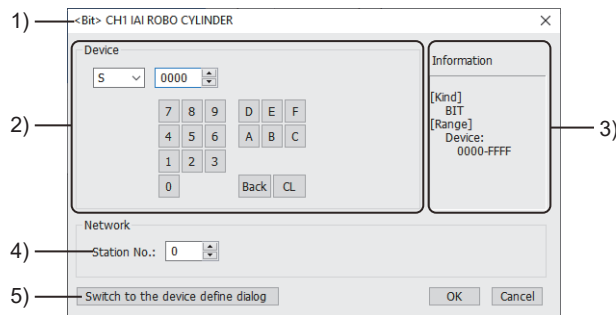 1)
<Bit> CH1 IAI ROBO CYLINDER
Device
S 0000
2)
7 8 9 D E F
4 5 6 A B C
1 2 3
0 Back CL
Information
[Kind]
BIT
[Range]
Device:
0000-FFFF
3)
Network
4)
Station No.: 0
5)
Switch to the device define dialog
OK Cancel